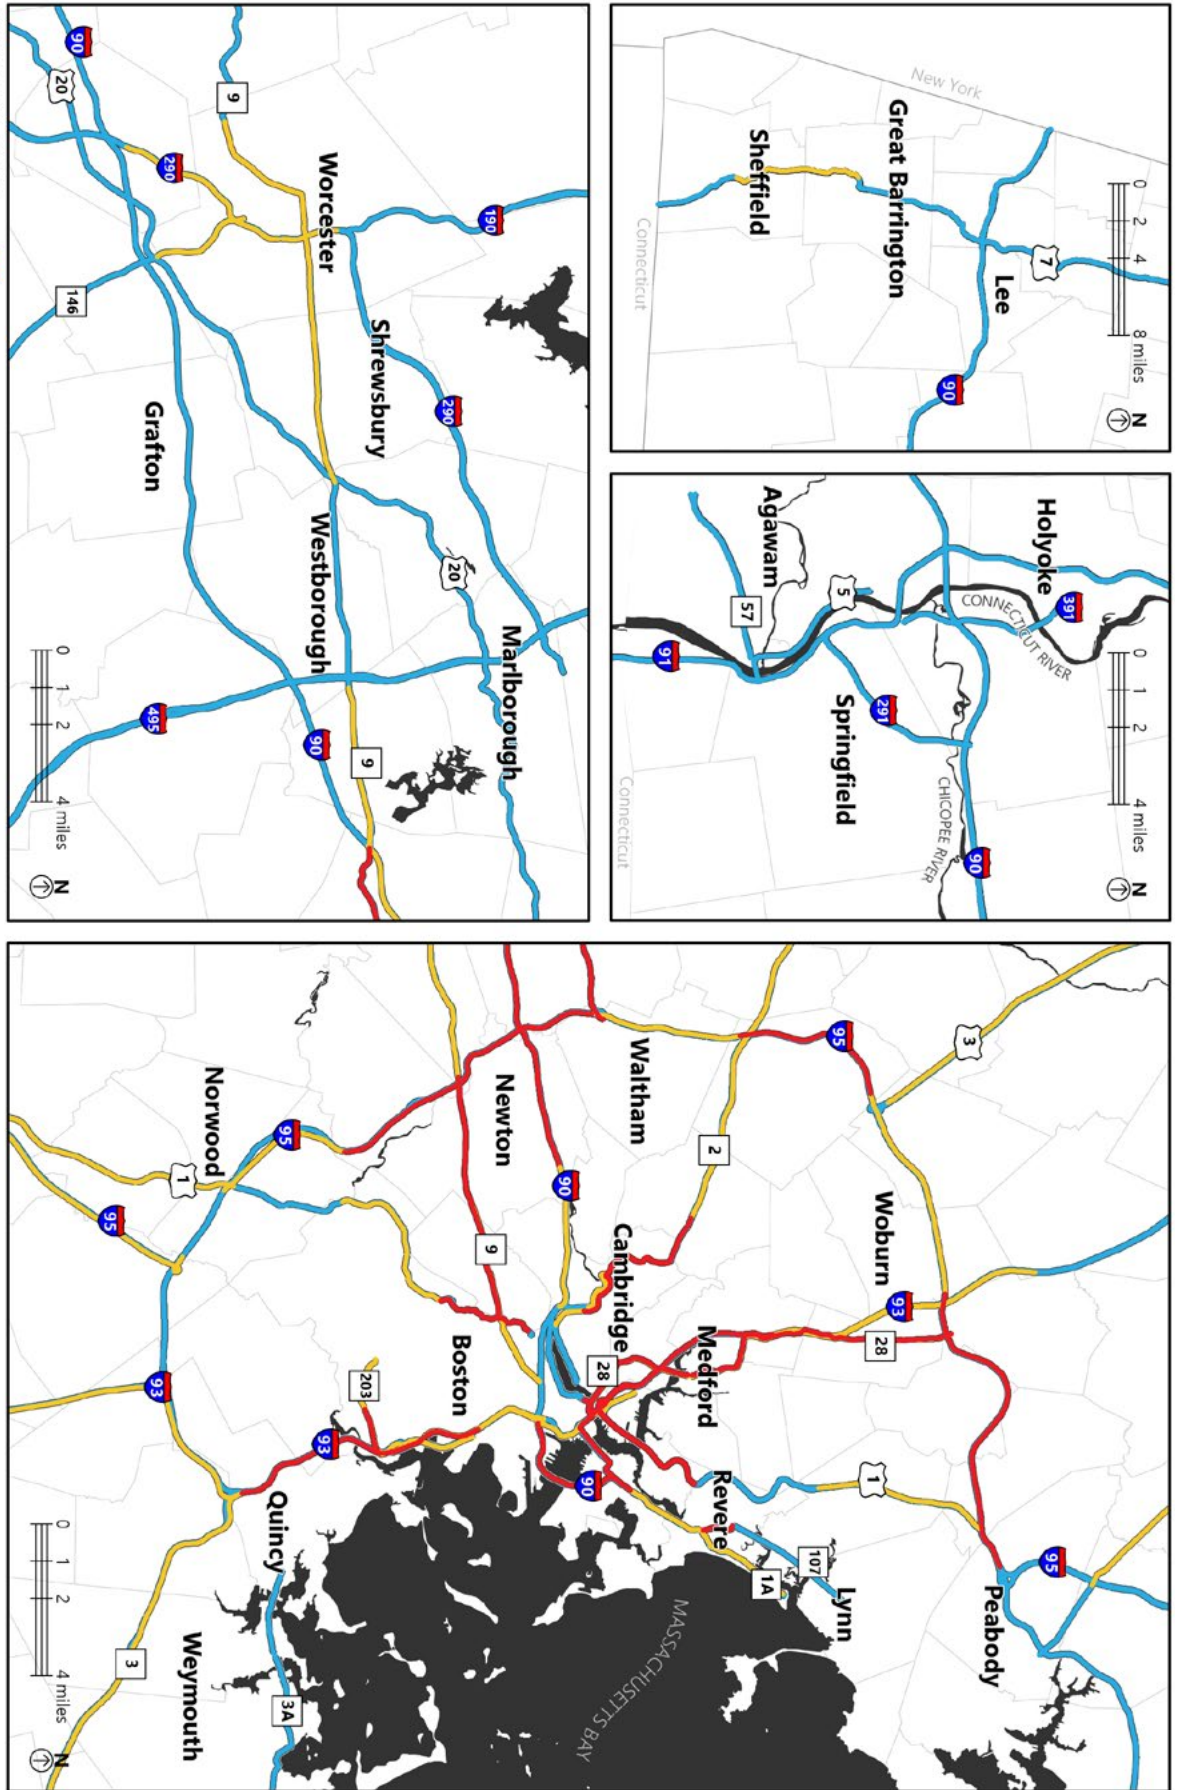 New York
Great Barrington
Sheffield
Lee
Connecticut
7
90
0 2 4 8 miles
N
Holyoke
Agawam
Springfield
CONNECTICUT RIVER
CHICOPEE RIVER
Connecticut
391
5
57
91
291
90
0 1 2 4 miles
N
90
20
9
290
190
146
Worcester
Shrewsbury
290
Grafton
Westborough
20
Marlborough
495
90
9
0 1 2 4 miles
N
3
95
Waltham
2
Woburn
93
28
Newton
90
Cambridge
28
Medford
Norwood
95
1
95
9
Boston
203
93
93
90
Revere
1
107
1A
Lynn
95
Peabody
Quincy
Weymouth
3
3A
MASSACHUSETTS BAY
0 1 2 4 miles
N